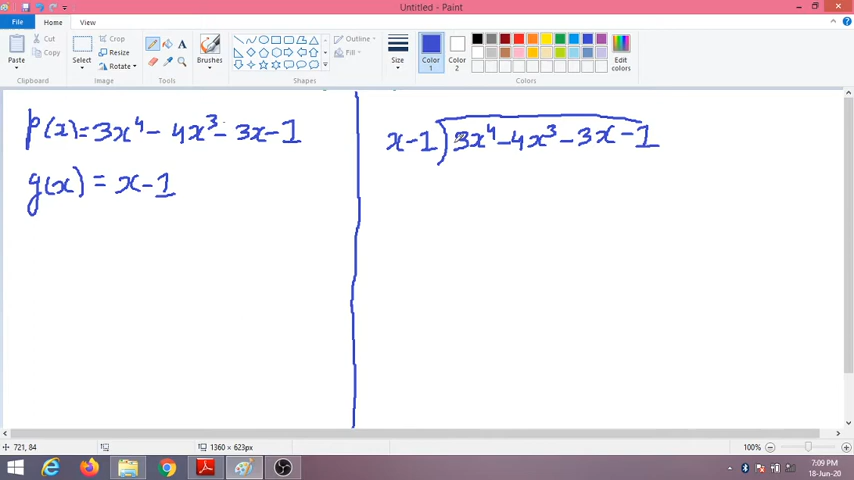 Untitled - Paint
File Home View
Paste
Cut
Copy
Clipboard
Select
Crop
Resize
Rotate
Image
A
Tools
Brushes
Outline
Fill
Shapes
Size
Color 1
Color 2
Colors
Edit colors
p(x)=3x⁴-4x³-3x-1
g(x) = x-1
x-1)3x⁴-4x³-3x-1
721, 84
1360 × 623px
100%
7:09 PM
18-Jun-20